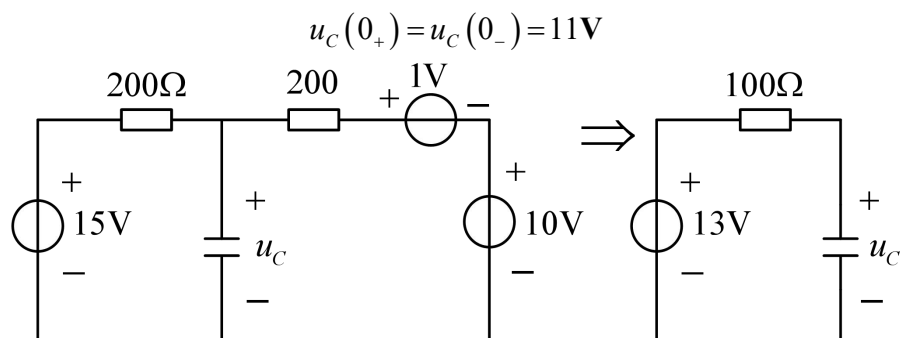 u_C(0_+)=u_C(0_-)=11V
200Ω
200
1V
+
−
100Ω
⇒
+
15V
−
+
u_C
−
+
10V
−
+
13V
−
+
u_C
−